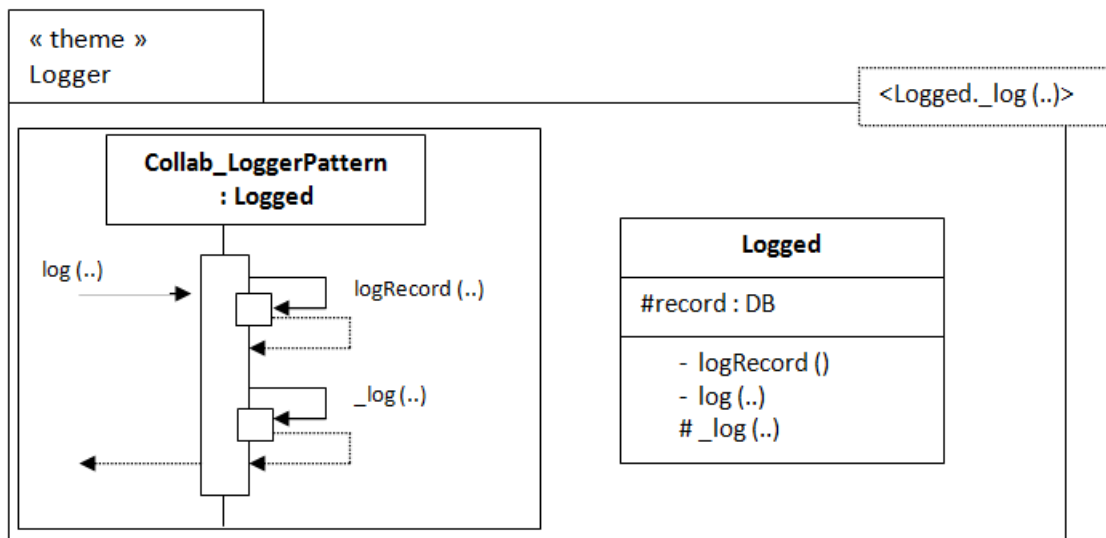 « theme »
Logger
<Logged._log (..)>
Collab_LoggerPattern
: Logged
log (..)
logRecord (..)
_log (..)
Logged
#record : DB
- logRecord ()
- log (..)
# _log (..)